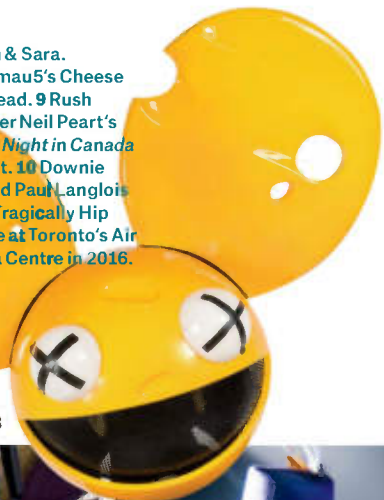 & Sara.
mau5's Cheese
ead. 9 Rush
er Neil Peart's
Night in Canada
t. 10 Downie
d Paul Langlois
Tragically Hip
e at Toronto's Air
Centre in 2016.